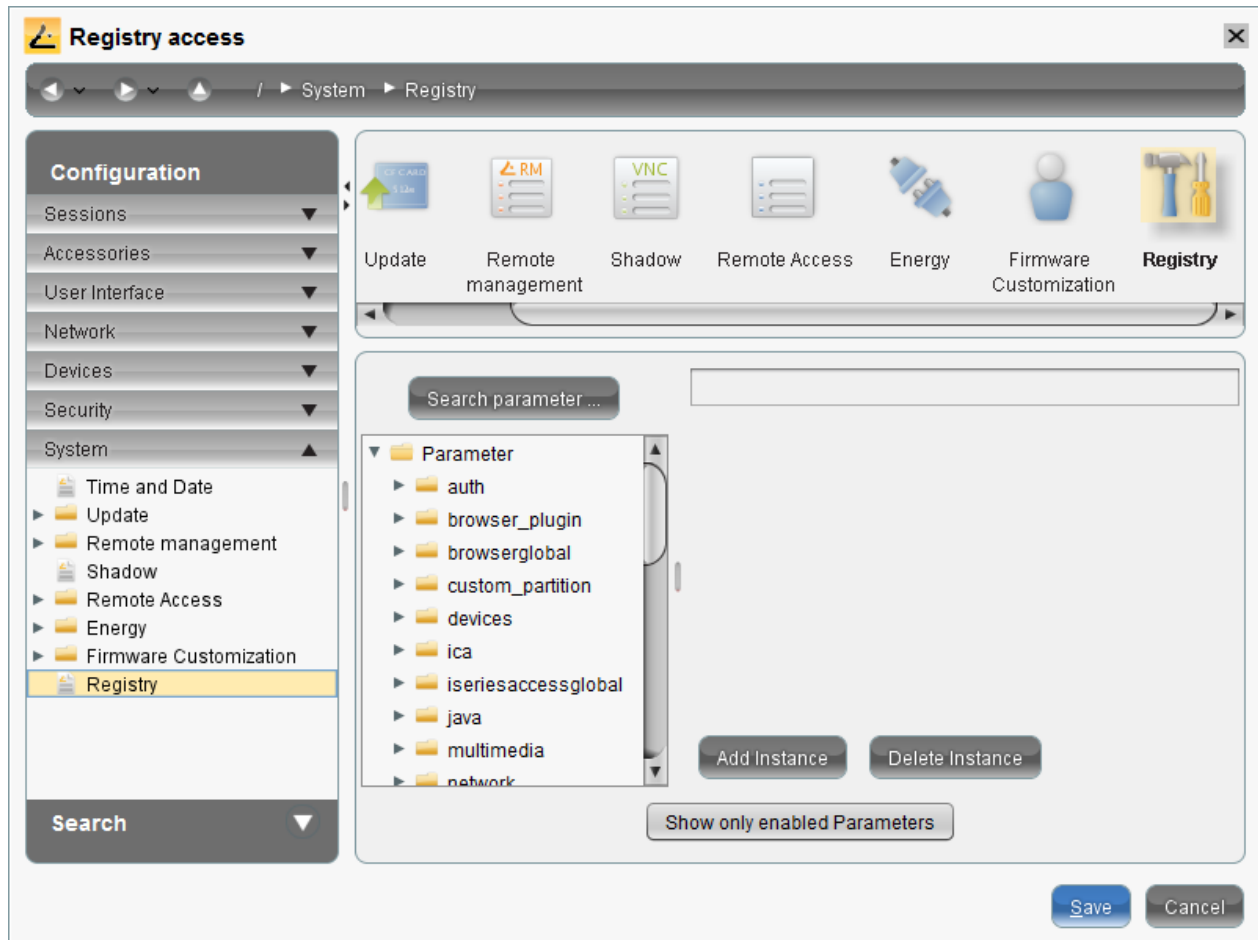 Registry access
/ System Registry
Configuration
Sessions
Accessories
User Interface
Network
Devices
Security
System
Time and Date
Update
Remote management
Shadow
Remote Access
Energy
Firmware Customization
Registry
Search
CF-CARD
RM
VNC
Update
Remote
management
Shadow
Remote Access
Energy
Firmware
Customization
Registry
Search parameter ...
Parameter
auth
browser_plugin
browserglobal
custom_partition
devices
ica
iseriesaccessglobal
java
multimedia
network
Add Instance
Delete Instance
Show only enabled Parameters
Save
Cancel